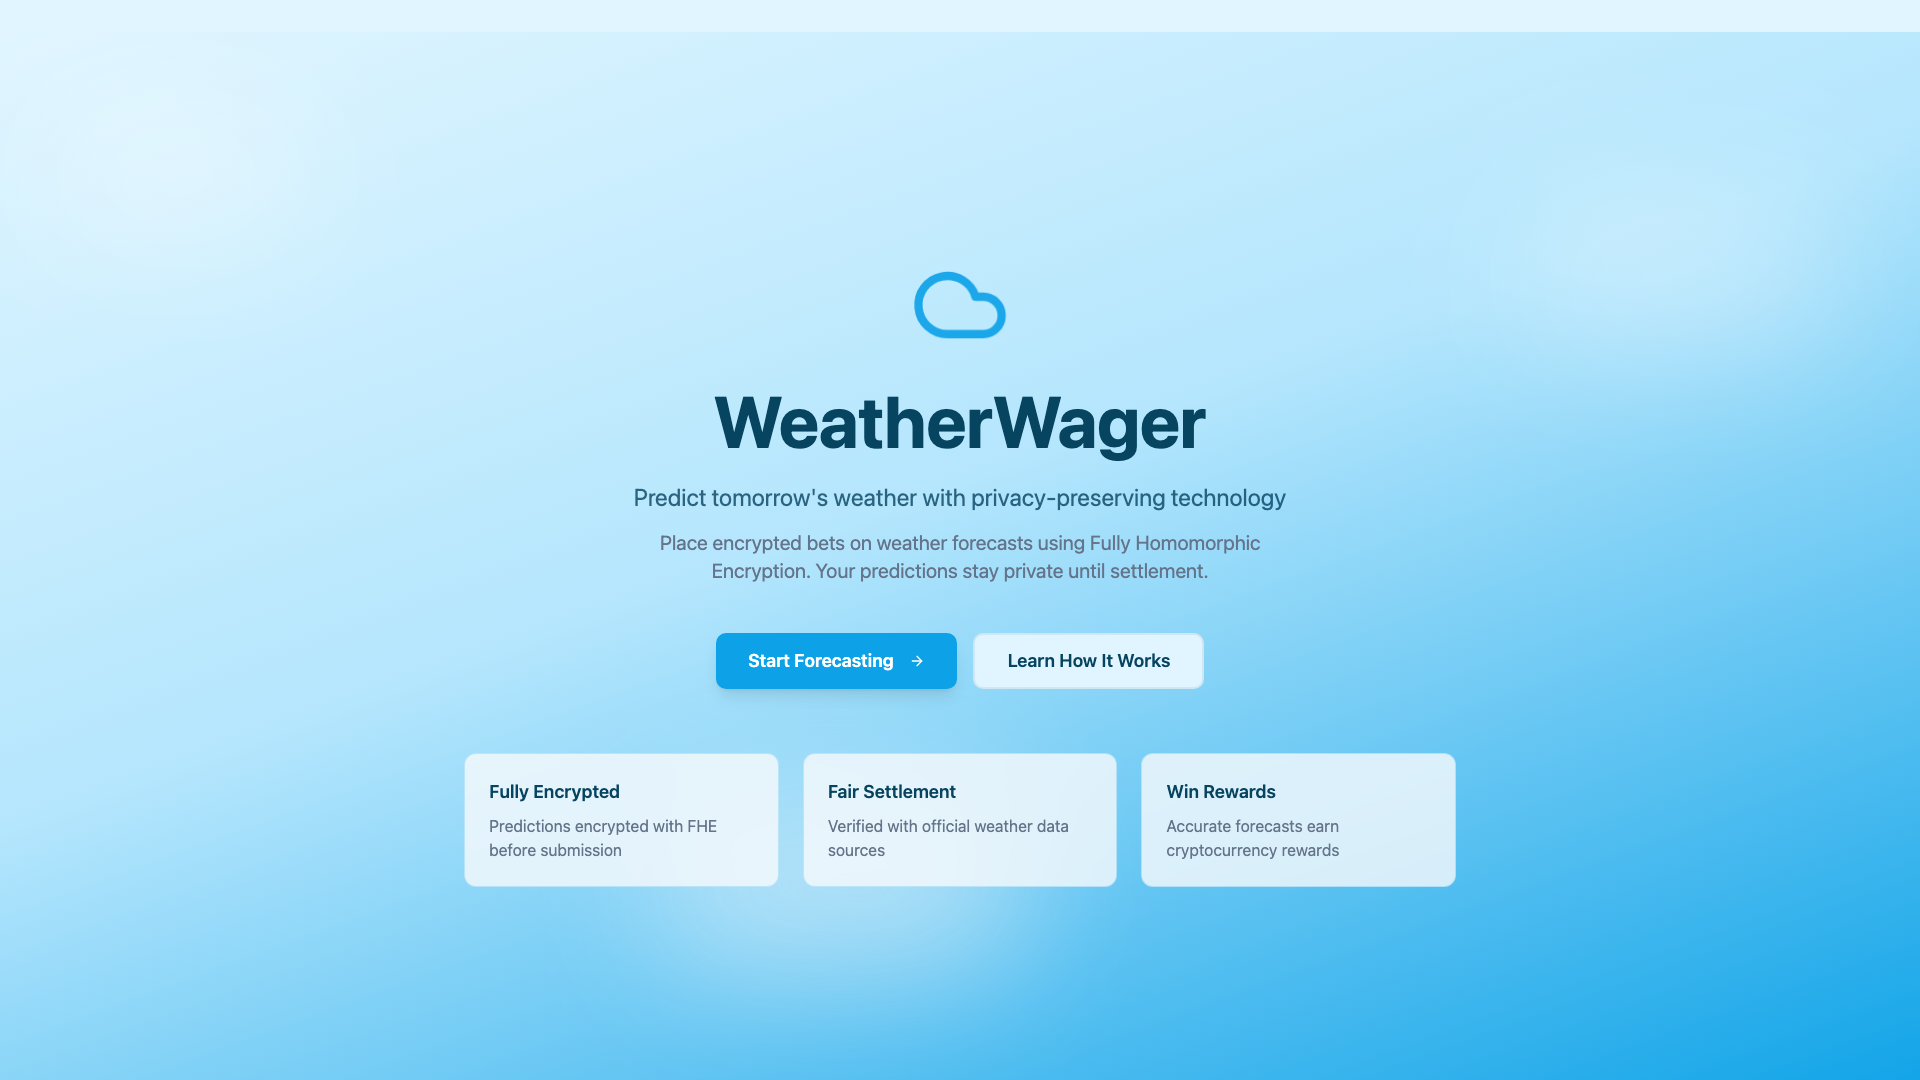 WeatherWager
Predict tomorrow's weather with privacy-preserving technology
Place encrypted bets on weather forecasts using Fully Homomorphic
Encryption. Your predictions stay private until settlement.
Start Forecasting
Learn How It Works
Fully Encrypted
Predictions encrypted with FHE
before submission
Fair Settlement
Verified with official weather data
sources
Win Rewards
Accurate forecasts earn
cryptocurrency rewards